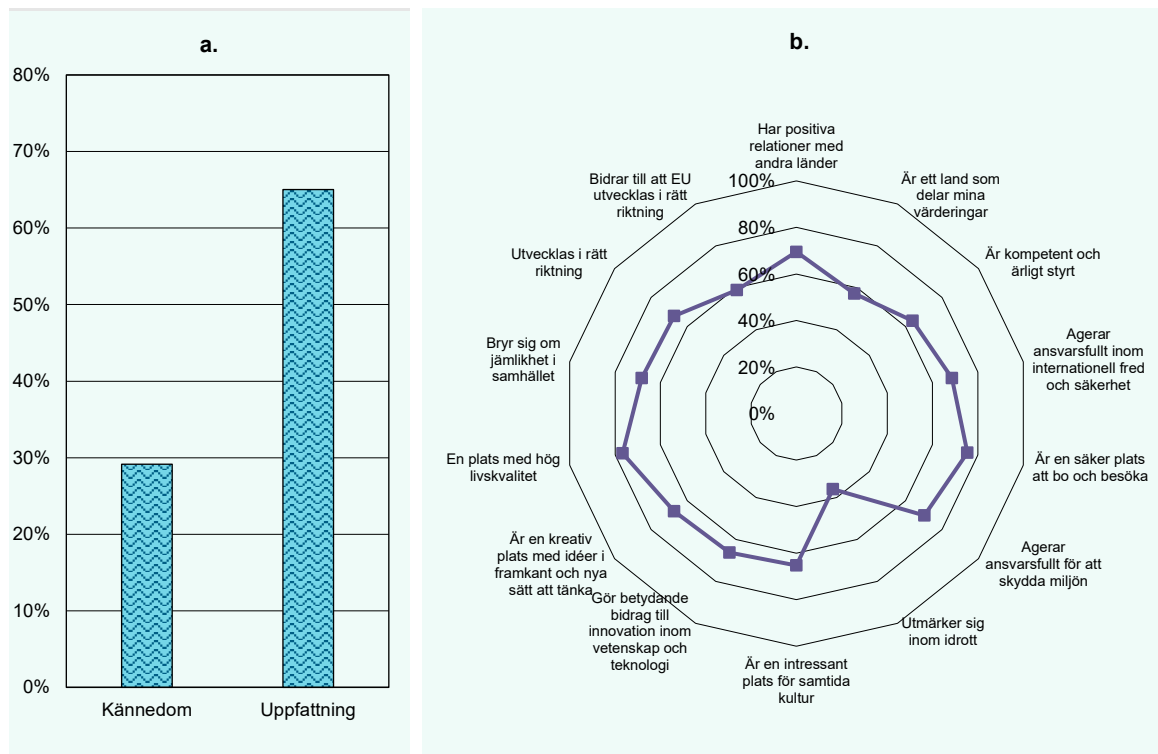 a.
80%
70%
60%
50%
40%
30%
20%
10%
0%
Kännedom
Uppfattning
b.
Har positiva
relationer med
andra länder
Är ett land som
delar mina
värderingar
Är kompetent och
ärligt styrt
Agerar
ansvarsfullt inom
internationell fred
och säkerhet
Är en säker plats
att bo och besöka
Agerar
ansvarsfullt för att
skydda miljön
Utmärker sig
inom idrott
Är en intressant
plats för samtida
kultur
Gör betydande
bidrag till
innovation inom
vetenskap och
teknologi
Är en kreativ
plats med idéer i
framkant och nya
sätt att tänka
En plats med hög
livskvalitet
Bryr sig om
jämlikhet i
samhället
Utvecklas i rätt
riktning
Bidrar till att EU
utvecklas i rätt
riktning
100%
80%
60%
40%
20%
0%